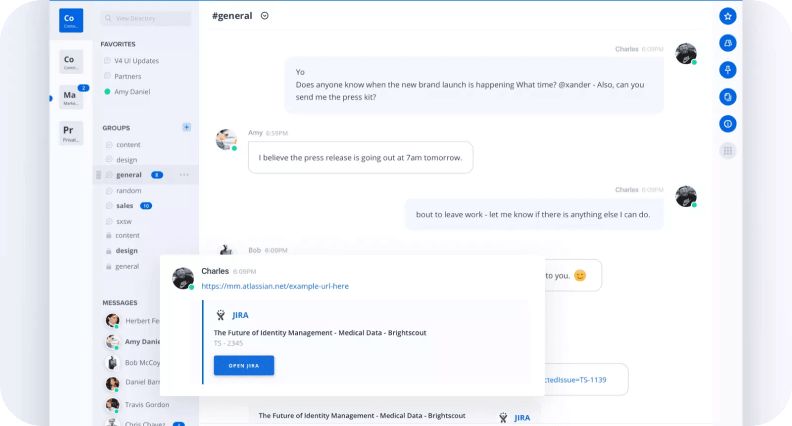 Co
View Directory
#general
FAVORITES
Co
V4 UI Updates
Partners
Amy Daniel
Ma
2
Pr
Privat...
GROUPS
content
design
general
8
random
sales
10
sxsw
content
design
general
MESSAGES
Herbert Fe
Amy Danie
Bob McCoy
Daniel Barr
Travis Gordon
Chris Chavez
Charles 6:09PM
Yo
Does anyone know when the new brand launch is happening What time? @xander - Also, can you
send me the press kit?
Amy 6:59PM
I believe the press release is going out at 7am tomorrow.
Charles 6:09PM
bout to leave work - let me know if there is anything else I can do.
Bob 6:09PM
to you.
Charles 6:09PM
https://mm.atlassian.net/example-url-here
JIRA
The Future of Identity Management - Medical Data - Brightscout
TS - 2345
OPEN JIRA
ctedIssue=TS-1139
The Future of Identity Management - Medical Data - Brightscout
JIRA